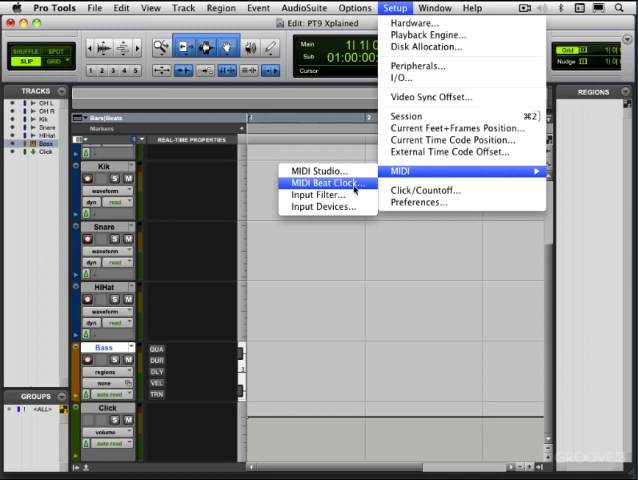 Pro Tools File Edit View Track Region Event AudioSuite Options Setup Window Help
Edit: PT9 Xplained
SHUFFLE SPOT
SLIP GRID
1 2 3 4 5
Main
Sub
Cursor
Grid
Nudge
TRACKS
OH L
OH R
Kik
Snare
HiHat
Bass
Click
GROUPS
! <ALL>
Bars|Beats
Markers
REAL-TIME PROPERTIES
Kik
S M
waveform
dyn read
Snare
S M
waveform
dyn read
HiHat
S M
waveform
dyn read
Bass
S M
regions
none
auto read
QUA
DUR
DLY
VEL
TRN
Click
S M
volume
auto read
Hardware...
Playback Engine...
Disk Allocation...
Peripherals...
I/O...
Video Sync Offset...
Session ⌘2
Current Feet+Frames Position...
Current Time Code Position...
External Time Code Offset...
MIDI
Click/Countoff...
Preferences...
MIDI Studio...
MIDI Beat Clock...
Input Filter...
Input Devices...
REGIONS
GROOVE3